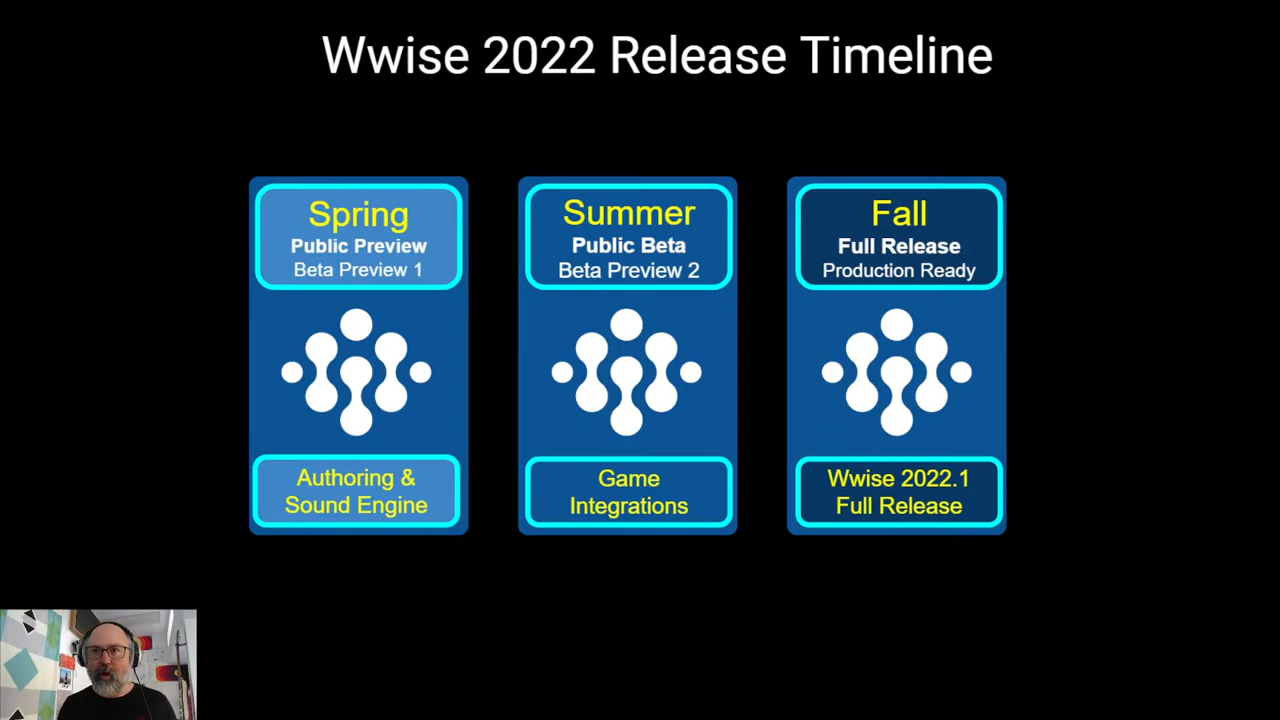 Wwise 2022 Release Timeline
Spring
Public Preview
Beta Preview 1
Authoring &
Sound Engine
Summer
Public Beta
Beta Preview 2
Game
Integrations
Fall
Full Release
Production Ready
Wwise 2022.1
Full Release